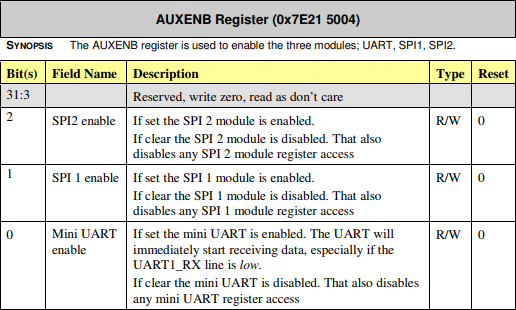 AUXENB Register (0x7E21 5004)
SYNOPSIS The AUXENB register is used to enable the three modules; UART, SPI1, SPI2.
Bit(s) Field Name Description Type Reset
31:3 Reserved, write zero, read as don’t care
2 SPI2 enable If set the SPI 2 module is enabled. R/W 0
If clear the SPI 2 module is disabled. That also
disables any SPI 2 module register access
1 SPI 1 enable If set the SPI 1 module is enabled. R/W 0
If clear the SPI 1 module is disabled. That also
disables any SPI 1 module register access
0 Mini UART If set the mini UART is enabled. The UART will R/W 0
enable immediately start receiving data, especially if the
UART1_RX line is low.
If clear the mini UART is disabled. That also disables
any mini UART register access